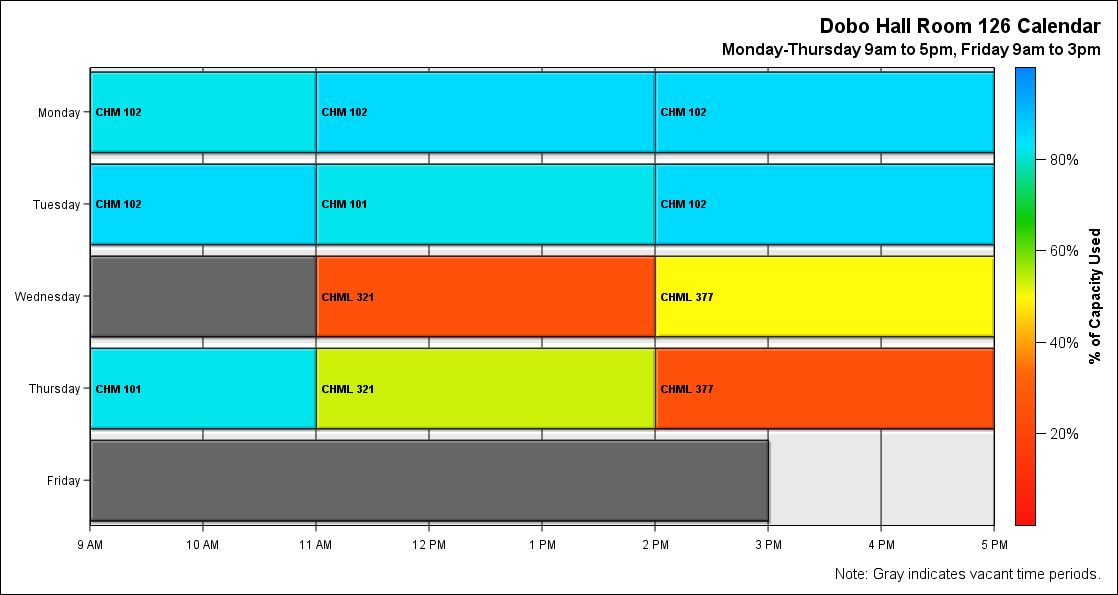 Dobo Hall Room 126 Calendar
Monday-Thursday 9am to 5pm, Friday 9am to 3pm
Monday
CHM 102
CHM 102
CHM 102
Tuesday
CHM 102
CHM 101
CHM 102
Wednesday
CHML 321
CHML 377
Thursday
CHM 101
CHML 321
CHML 377
Friday
9 AM
10 AM
11 AM
12 PM
1 PM
2 PM
3 PM
4 PM
5 PM
80%
60%
40%
20%
% of Capacity Used
Note: Gray indicates vacant time periods.